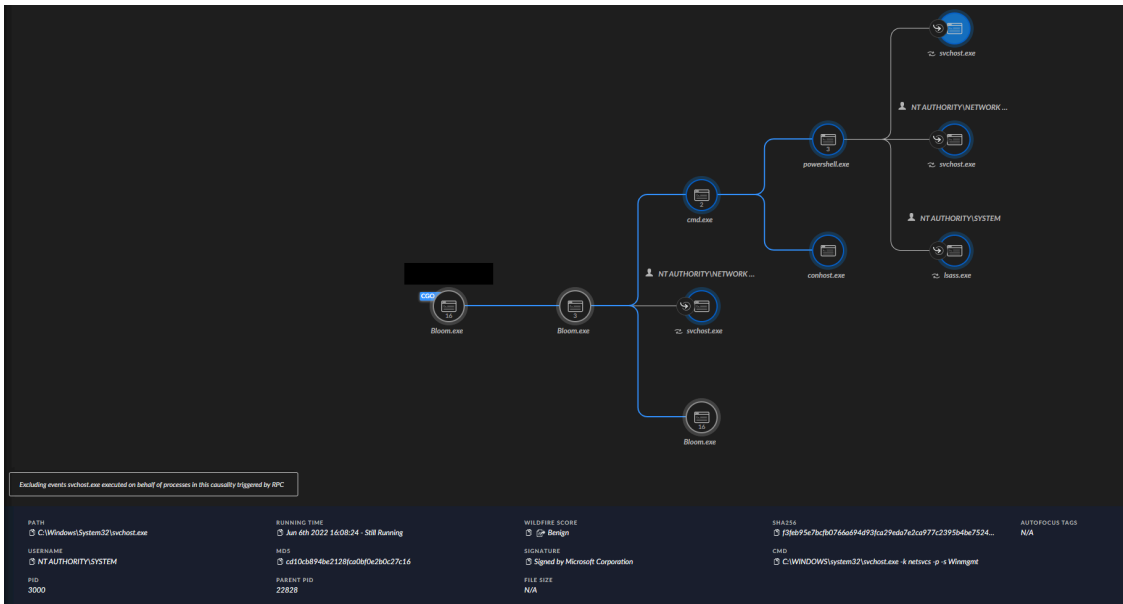 svchost.exe
NT AUTHORITY\NETWORK ...
3
powershell.exe
svchost.exe
2
cmd.exe
NT AUTHORITY\SYSTEM
conhost.exe
lsass.exe
NT AUTHORITY\NETWORK ...
CGO
16
Bloom.exe
3
Bloom.exe
svchost.exe
16
Bloom.exe
Excluding events svchost.exe executed on behalf of processes in this causality triggered by RPC
PATH
C:\Windows\System32\svchost.exe
RUNNING TIME
Jun 6th 2022 16:08:24 - Still Running
WILDFIRE SCORE
Benign
SHA256
f3feb95e7bcfb0766a694d93fca29eda7e2ca977c2395b4be7524...
AUTOFOCUS TAGS
N/A
USERNAME
NT AUTHORITY\SYSTEM
MD5
cd10cb894be2128fca0bf0e2b0c27c16
SIGNATURE
Signed by Microsoft Corporation
CMD
C:\WINDOWS\system32\svchost.exe -k netsvcs -p -s Winmgmt
PID
3000
PARENT PID
22828
FILE SIZE
N/A